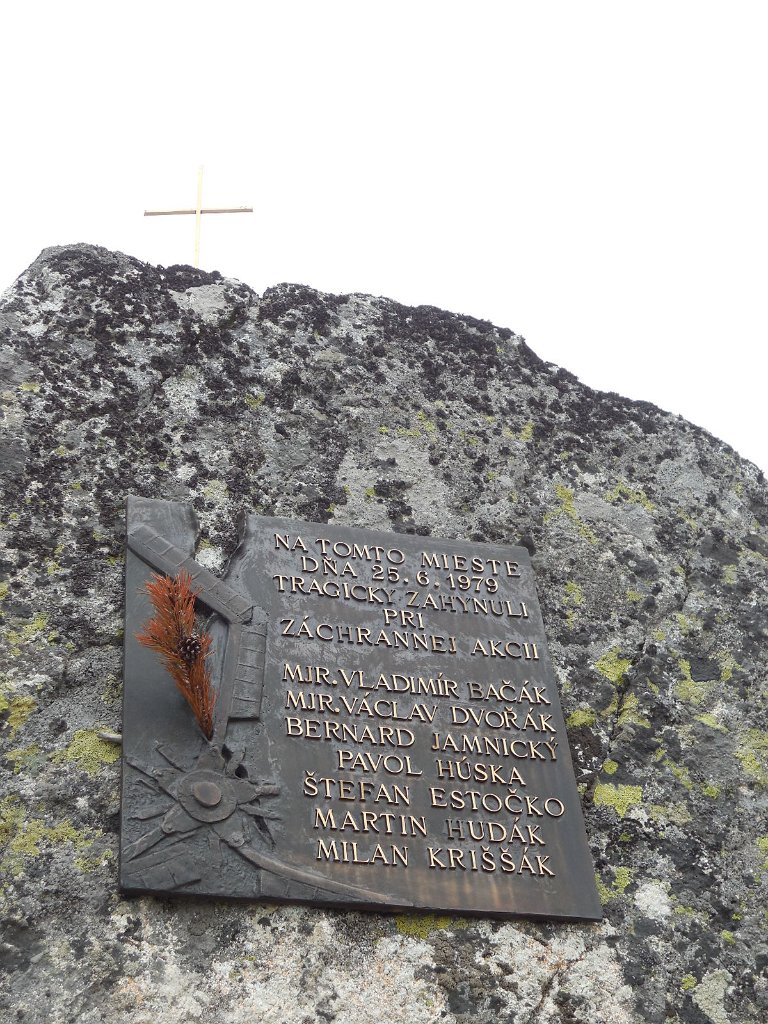 NA TOMTO MIESTE
DŇA 25. 6. 1979
TRAGICKY ZAHYNULI
PRI
ZÁCHRANNEJ AKCII
MJR. VLADIMÍR BAČÁK
MJR. VÁCLAV DVOŘÁK
BERNARD JAMNICKÝ
PAVOL HÚSKA
ŠTEFAN ESTOČKO
MARTIN HUDÁK
MILAN KRIŠŠÁK